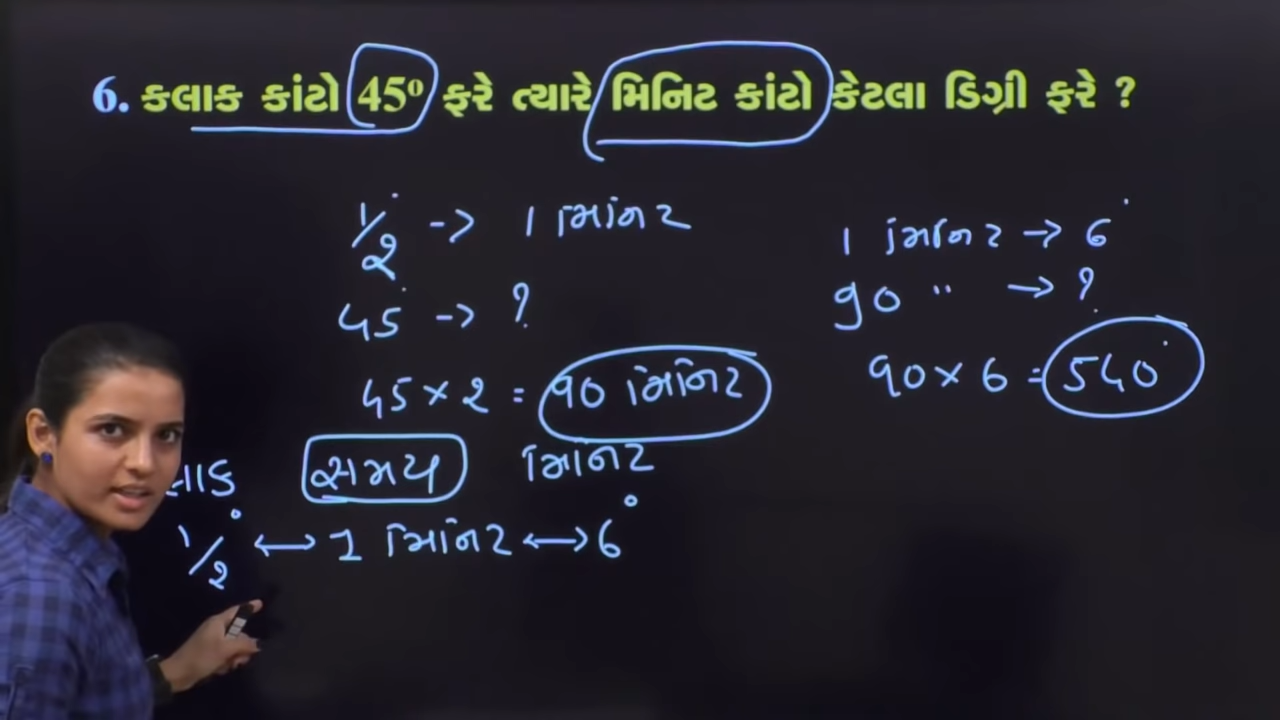 6. કલાક કાંટો 45° ફરે ત્યારે મિનિટ કાંટો કેટલા ડિગ્રી ફરે ?
1/2° -> 1 મિનિટ
45° -> ?
45 × 2 = 90 મિનિટ
1 મિનિટ -> 6°
90 " -> ?
90 × 6 = 540°
સમય મિનિટ
1/2° <-> 1 મિનિટ <-> 6°